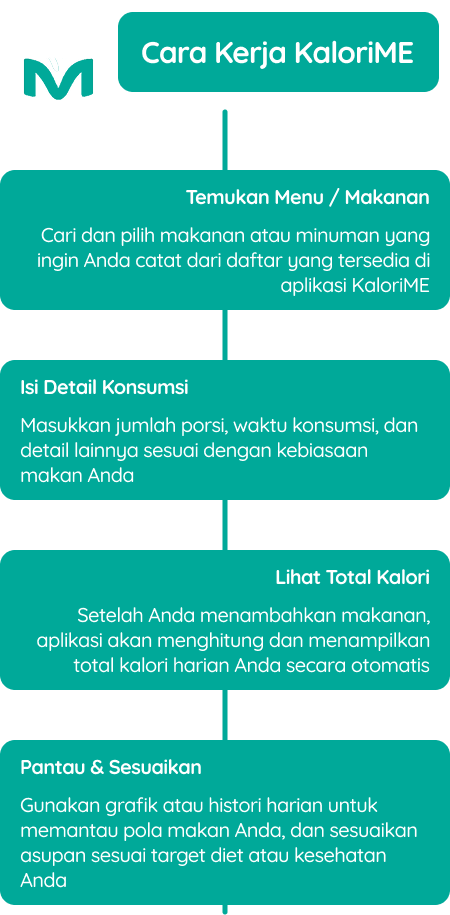 Cara Kerja KaloriME
Temukan Menu / Makanan
Cari dan pilih makanan atau minuman yang
ingin Anda catat dari daftar yang tersedia di
aplikasi KaloriME
Isi Detail Konsumsi
Masukkan jumlah porsi, waktu konsumsi, dan
detail lainnya sesuai dengan kebiasaan
makan Anda
Lihat Total Kalori
Setelah Anda menambahkan makanan,
aplikasi akan menghitung dan menampilkan
total kalori harian Anda secara otomatis
Pantau & Sesuaikan
Gunakan grafik atau histori harian untuk
memantau pola makan Anda, dan sesuaikan
asupan sesuai target diet atau kesehatan
Anda